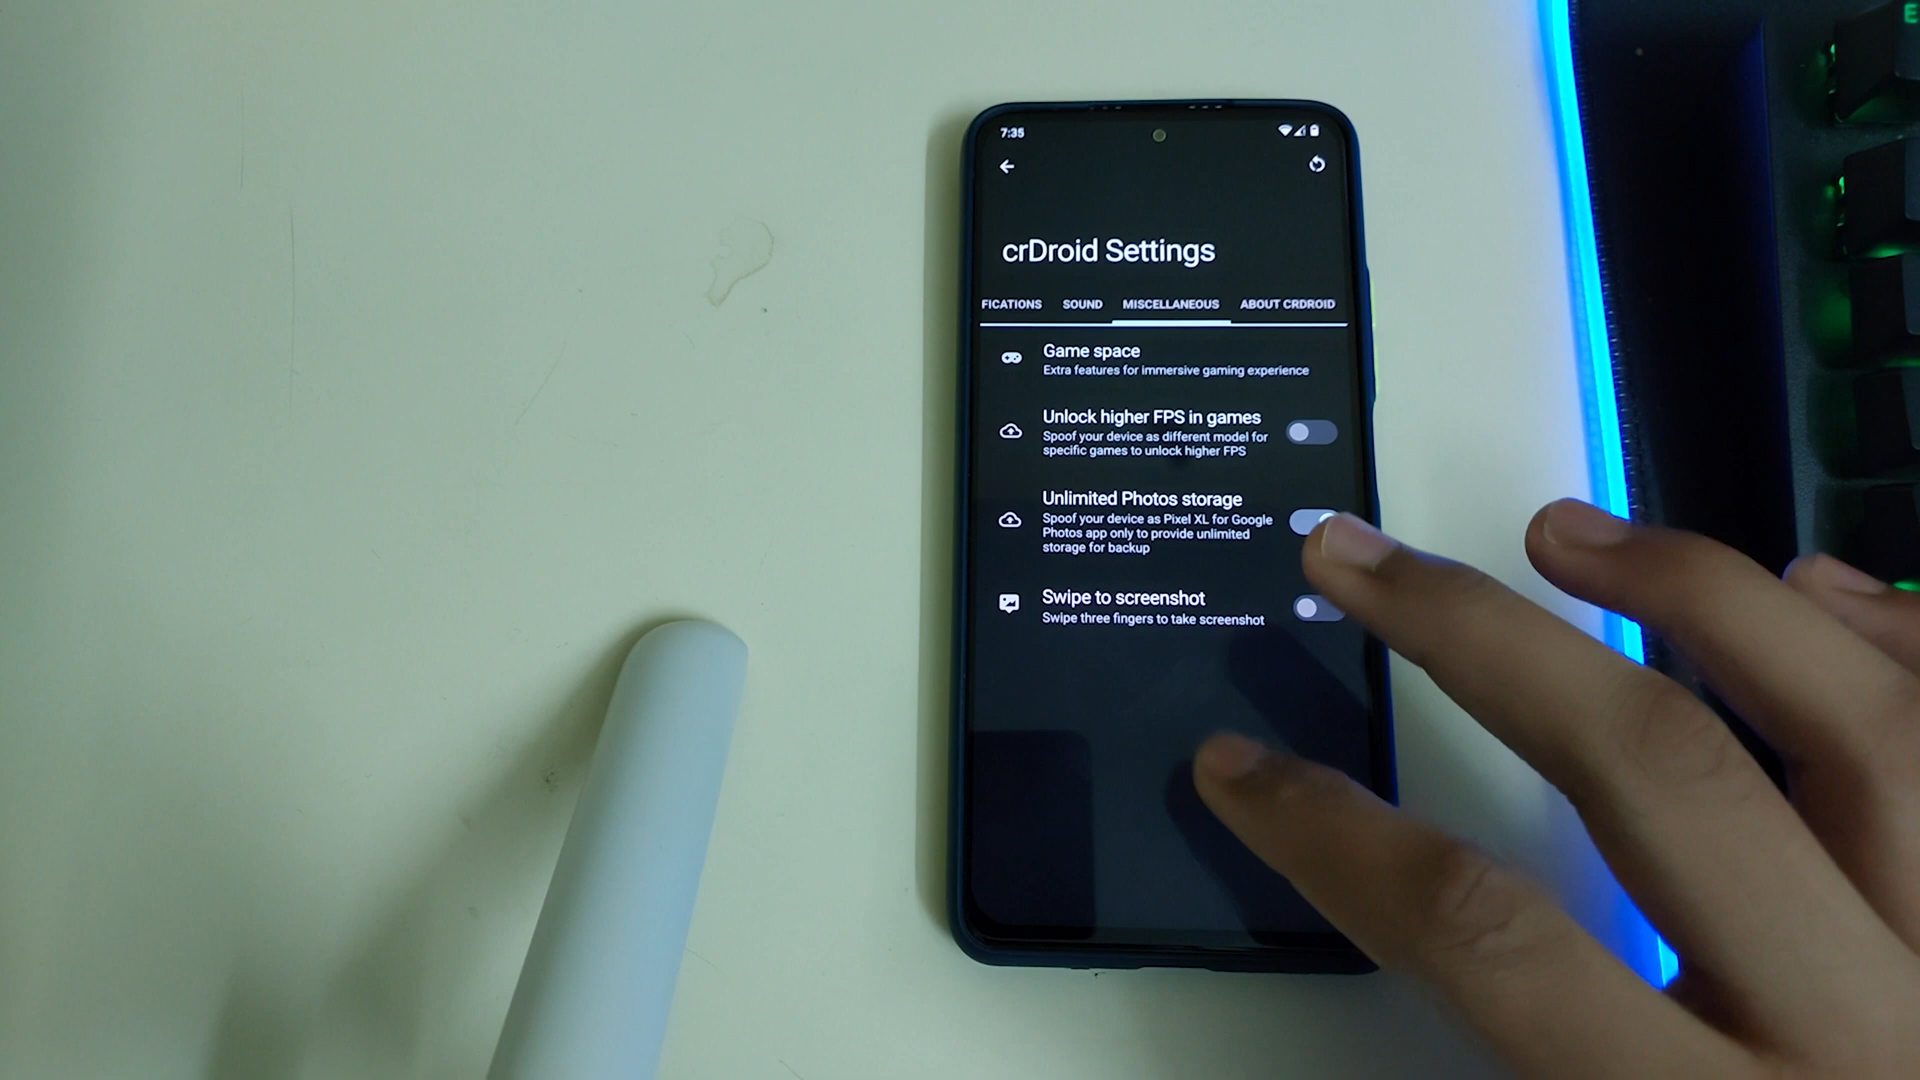 7:35
crDroid Settings
FICATIONS SOUND MISCELLANEOUS ABOUT CRDROID
Game space
Extra features for immersive gaming experience
Unlock higher FPS in games
Spoof your device as different model for
specific games to unlock higher FPS
Unlimited Photos storage
Spoof your device as Pixel XL for Google
Photos app only to provide unlimited
storage for backup
Swipe to screenshot
Swipe three fingers to take screenshot
E